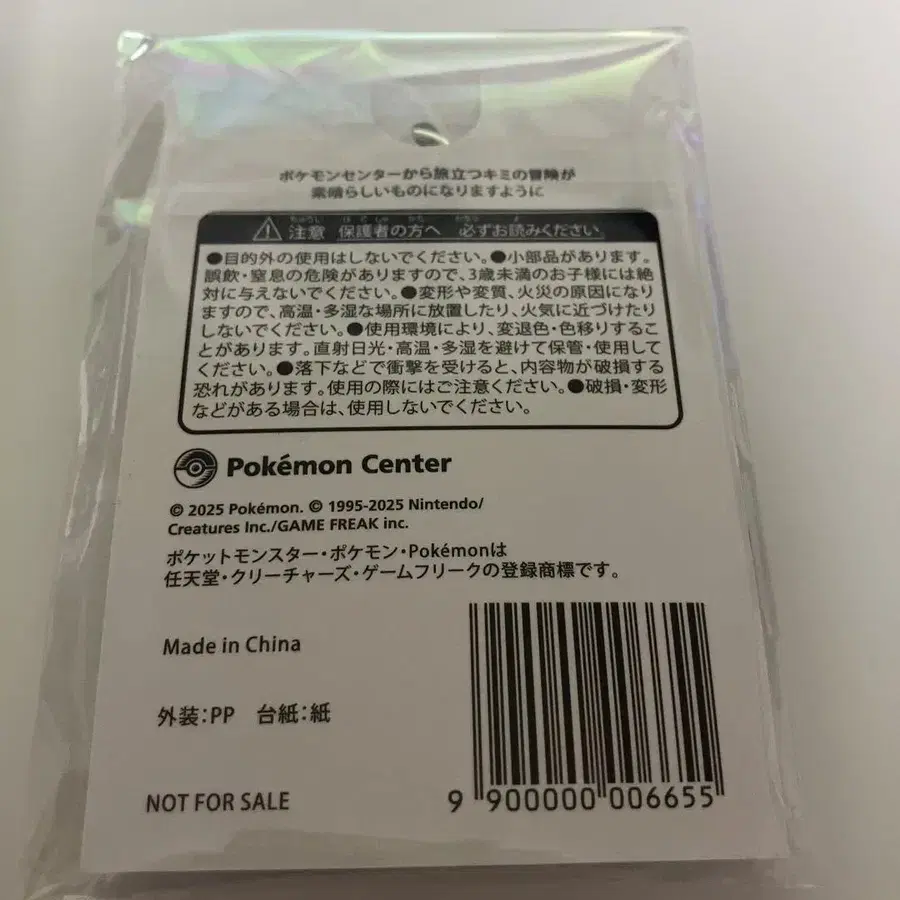 ポケモンセンターから旅立つキミの冒険が
素晴らしいものになりますように
注意 保護者の方へ 必ずお読みください。
●目的外の使用はしないでください。●小部品があります。
誤飲・窒息の危険がありますので、3歳未満のお子様には絶
対に与えないでください。●変形や変質、火災の原因になり
ますので、高温・多湿な場所に放置したり、火気に近づけたり
しないでください。●使用環境により、変退色・色移りするこ
とがあります。直射日光・高温・多湿を避けて保管・使用して
ください。●落下などで衝撃を受けると、内容物が破損する
恐れがあります。使用の際にはご注意ください。●破損・変形
などがある場合は、使用しないでください。
Pokémon Center
© 2025 Pokémon. © 1995-2025 Nintendo/
Creatures Inc./GAME FREAK inc.
ポケットモンスター・ポケモン・Pokémonは
任天堂・クリーチャーズ・ゲームフリークの登録商標です。
Made in China
外装:PP 台紙:紙
NOT FOR SALE
9 900000 006655